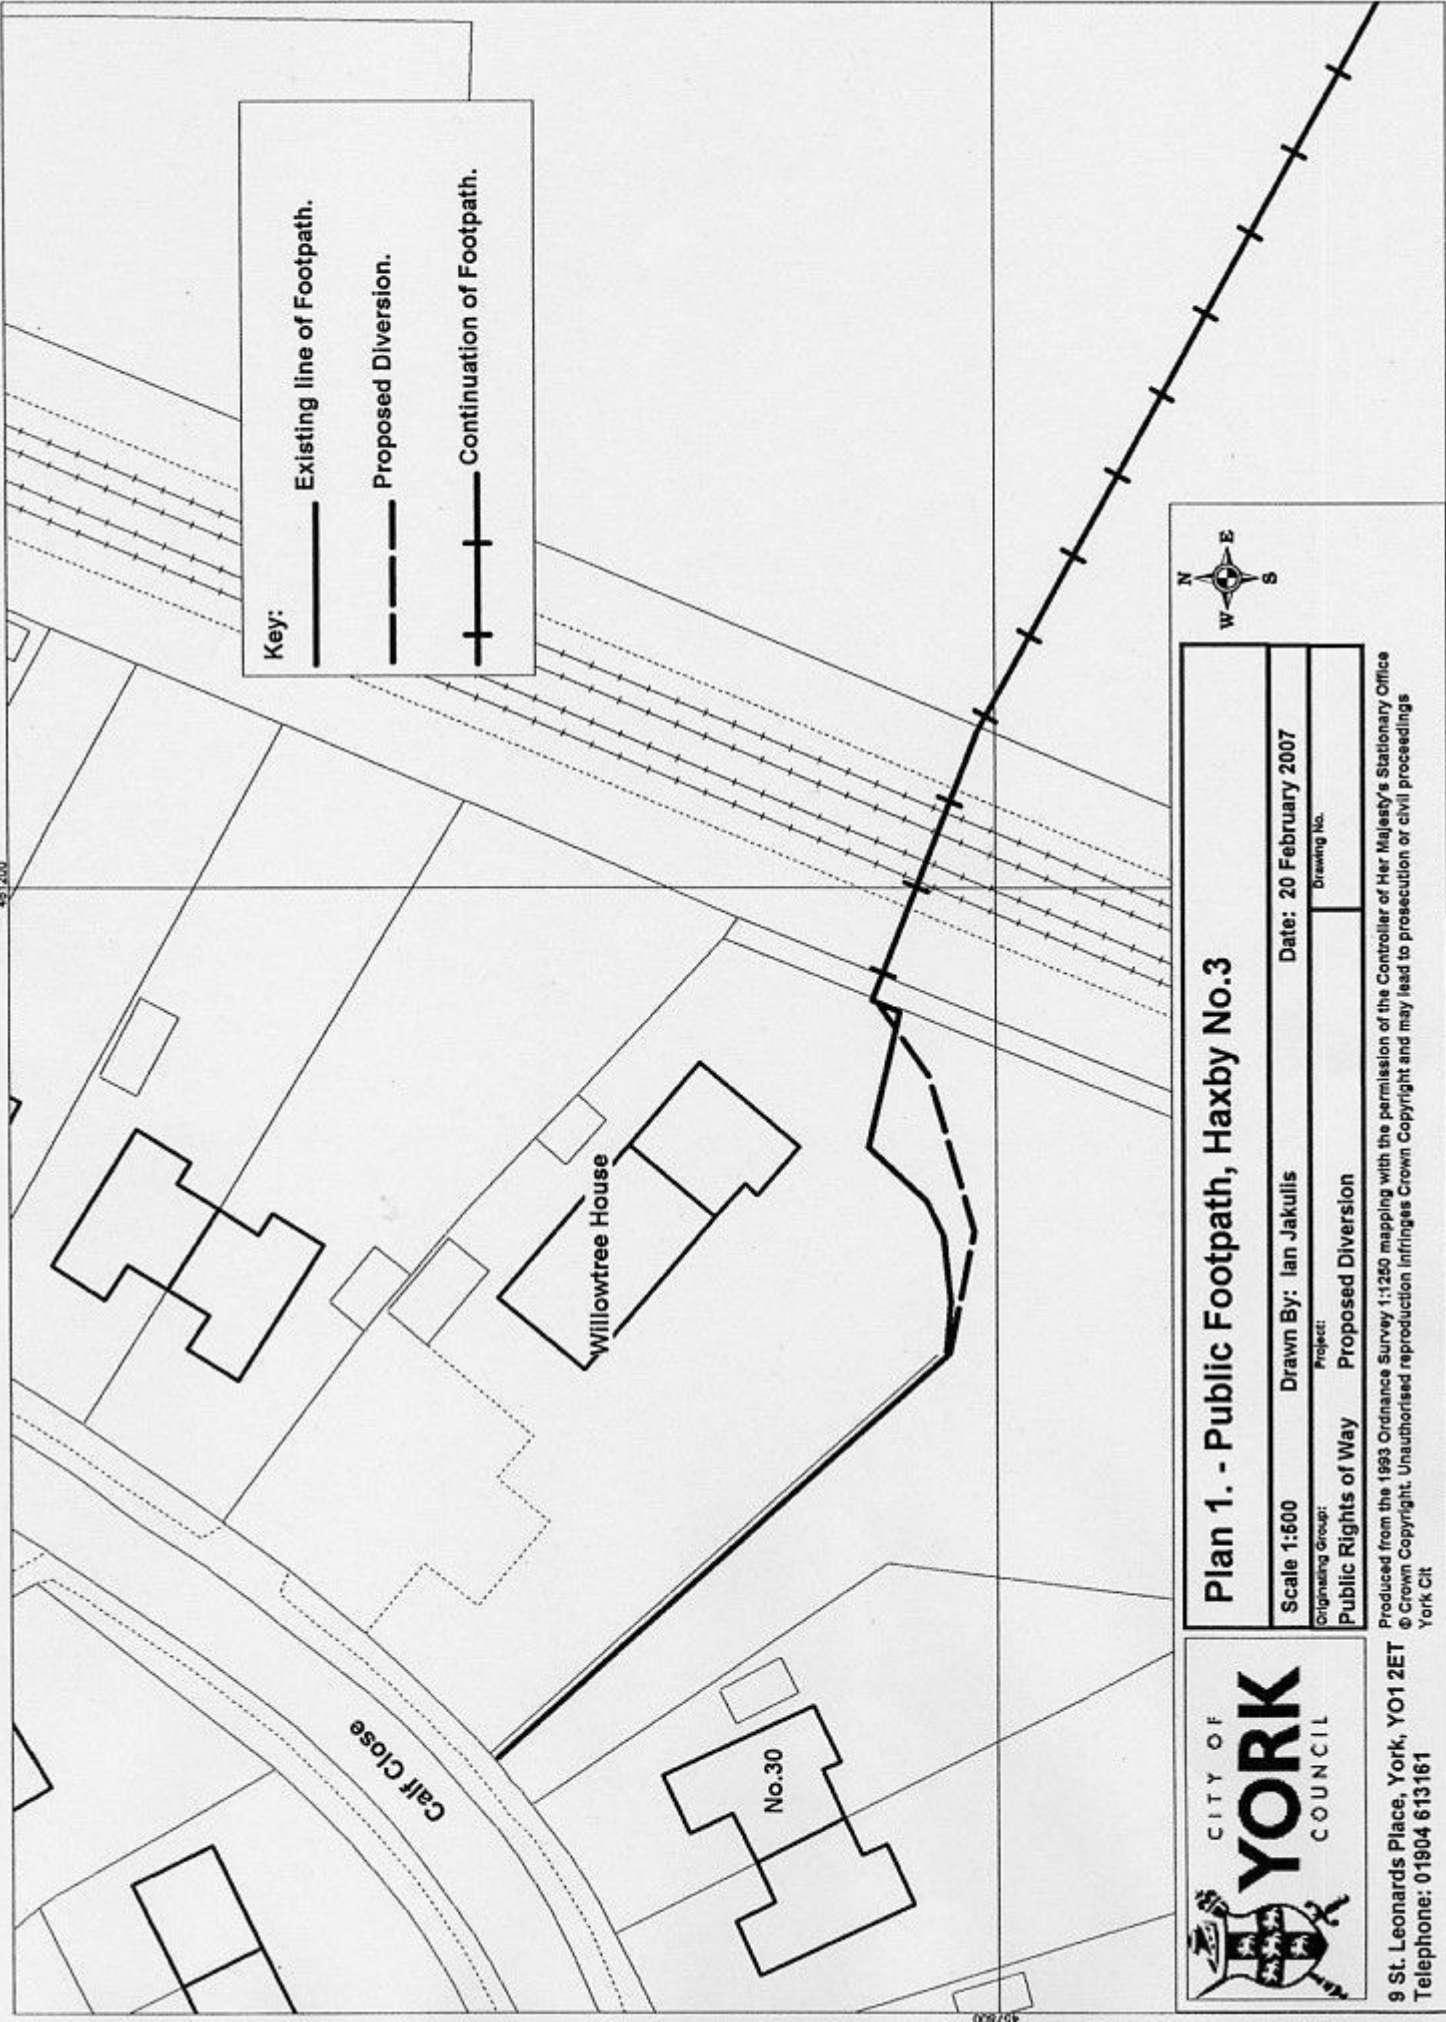 Key:
Existing line of Footpath.
Proposed Diversion.
Continuation of Footpath.
Willowtree House
Calf Close
No.30
N
W
E
S
CITY OF
YORK
COUNCIL
Plan 1. - Public Footpath, Haxby No.3
Scale 1:500
Drawn By: Ian Jakulis
Date: 20 February 2007
Originating Group:
Public Rights of Way
Project:
Proposed Diversion
Drawing No.
9 St. Leonards Place, York, YO1 2ET
Telephone: 01904 613161
Produced from the 1993 Ordnance Survey 1:1250 mapping with the permission of the Controller of Her Majesty's Stationary Office
© Crown Copyright. Unauthorised reproduction infringes Crown Copyright and may lead to prosecution or civil proceedings
York Cit